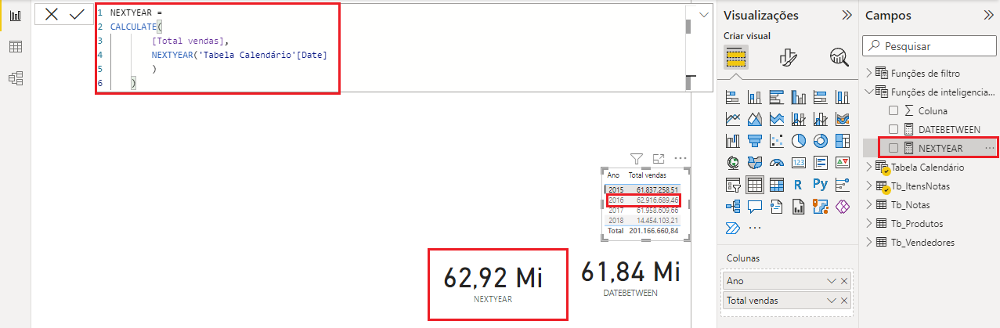 1 NEXTYEAR =
2 CALCULATE(
3 [Total vendas],
4 NEXTYEAR('Tabela Calendário'[Date]
5 )
6 )
Ano Total vendas
2015 61.837.258,51
2016 62.916.689,46
2017 61.958.609,66
2018 14.454.103,21
Total 201.166.660,84
62,92 Mi
NEXTYEAR
61,84 Mi
DATEBETWEEN
Visualizações
Criar visual
123
R
Py
Colunas
Ano
Total vendas
Campos
Pesquisar
Funções de filtro
Funções de inteligencia...
Coluna
DATEBETWEEN
NEXTYEAR
Tabela Calendário
Tb_ItensNotas
Tb_Notas
Tb_Produtos
Tb_Vendedores